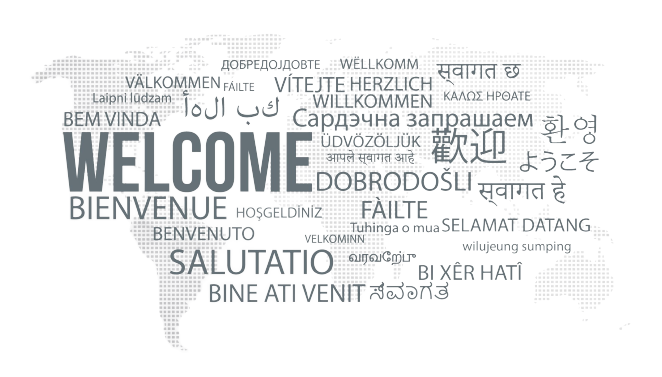 ДОБРЕДОЈДОВТЕ WËLLKOMM स्वागत छ
VÄLKOMMEN FÁILTE VÍTEJTE HERZLICH
Laipni lūdzam أهلا بك WILLKOMMEN ΚΑΛΩΣ ΗΡΘΑΤΕ
BEM VINDA Сардэчна запрашаем 환영
WELCOME ÜDVÖZÖLJÜK 歡迎 ようこそ
आपले स्वागत आहे
DOBRODOŠLI स्वागत हे
BIENVENUE HOŞGELDİNİZ FÀILTE
Tuhinga o mua SELAMAT DATANG
BENVENUTO VELKOMINN wilujeung sumping
SALUTATIO வரவேற்பு
BI XÊR HATÎ
BINE ATI VENIT ಸ್ವಾಗತ